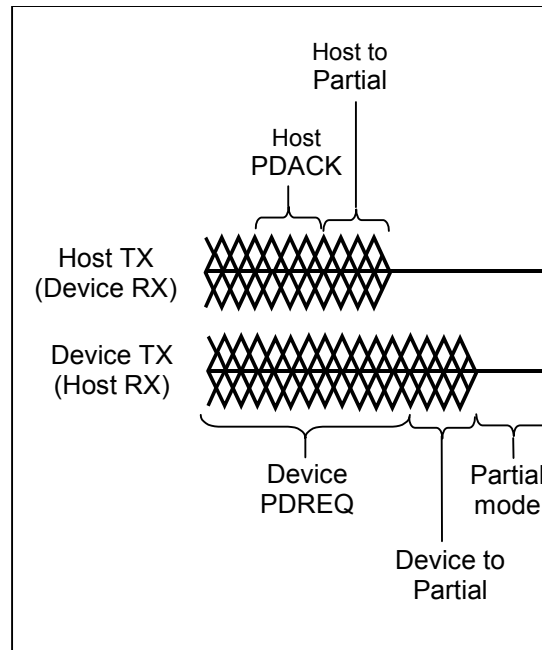 Host to
Partial
Host
PDACK
Host TX
(Device RX)
Device TX
(Host RX)
Device
PDREQ
Partial
mode
Device to
Partial